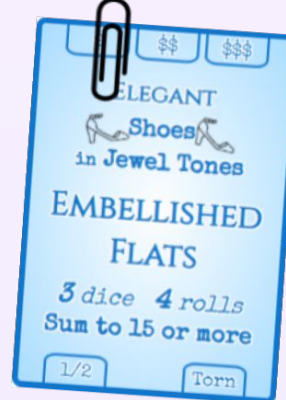 $$ $$$
ELEGANT
Shoes
in Jewel Tones
EMBELLISHED
FLATS
3 dice 4 rolls
Sum to 15 or more
1/2 Torn